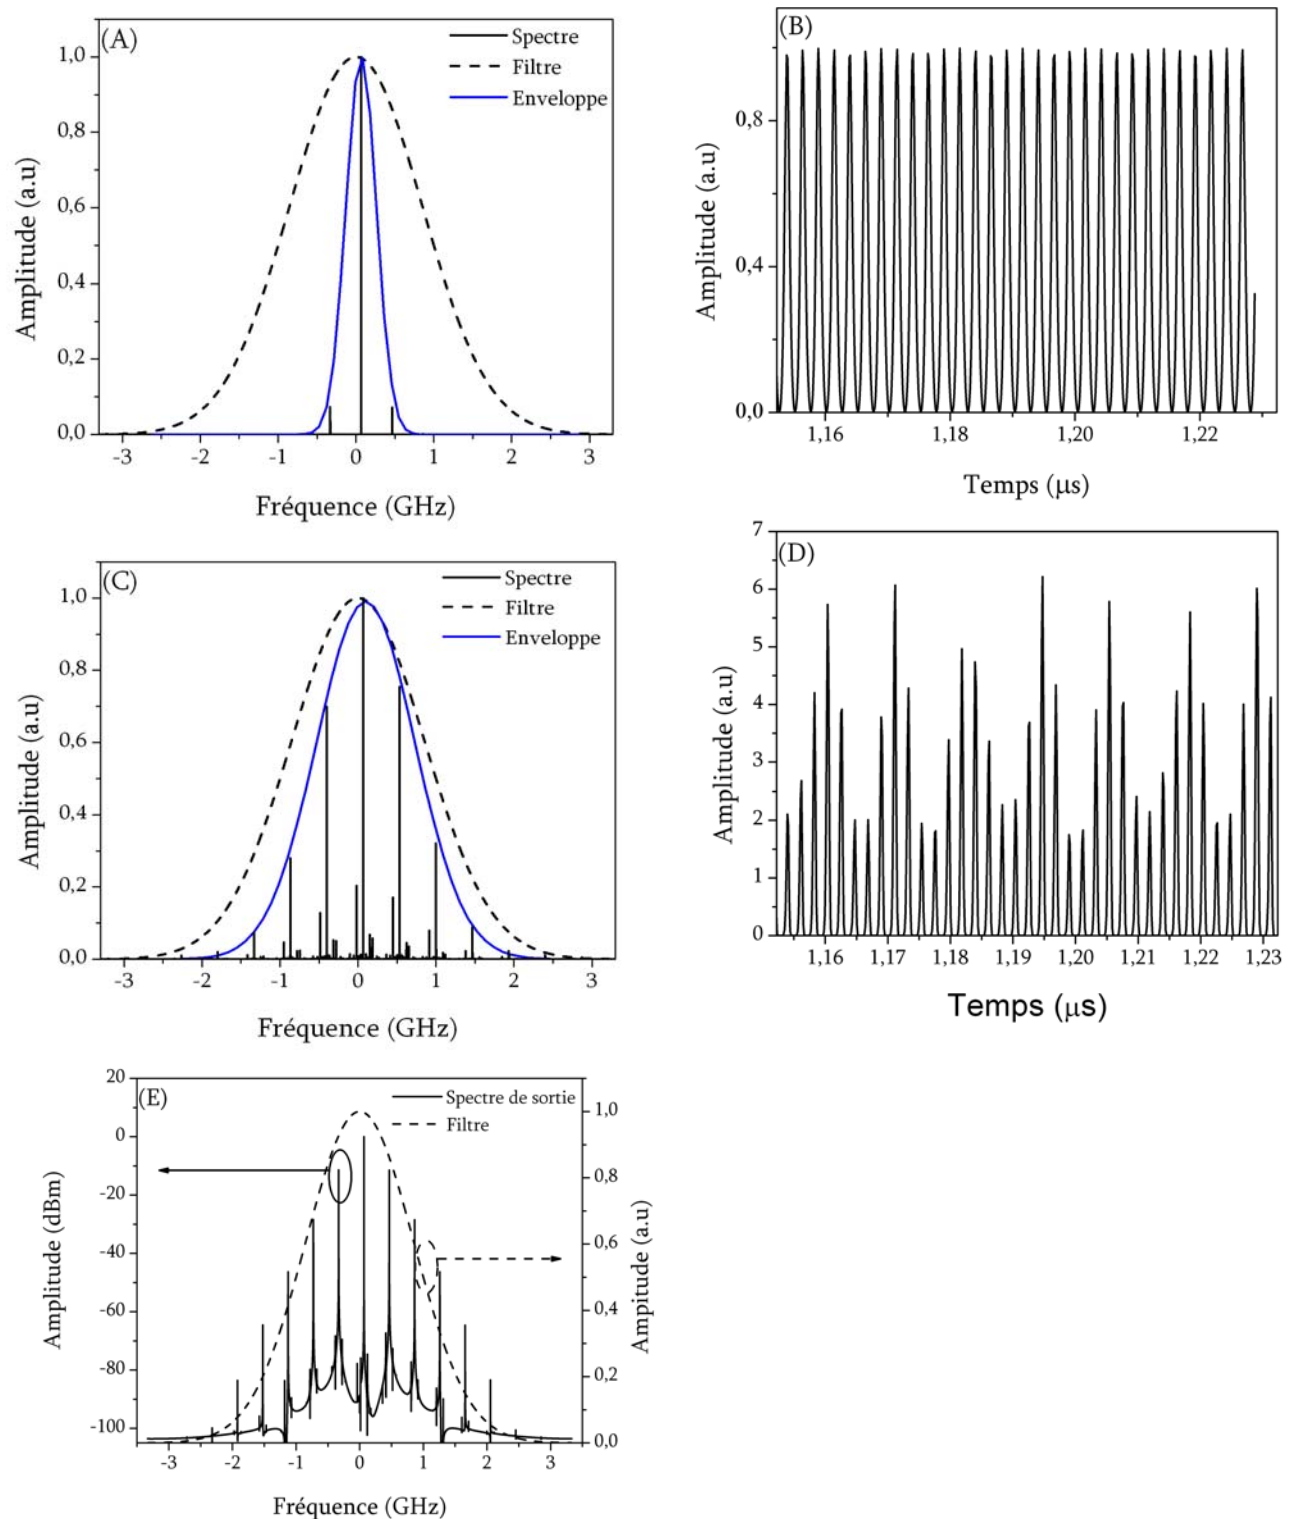 (A)
Spectre
Filtre
Enveloppe
1,0
0,8
0,6
0,4
0,2
0,0
-3 -2 -1 0 1 2 3
Amplitude (a.u)
Fréquence (GHz)
(B)
0,8
0,4
0,0
1,16 1,18 1,20 1,22
Amplitude (a.u)
Temps (μs)
(C)
Spectre
Filtre
Enveloppe
1,0
0,8
0,6
0,4
0,2
0,0
-3 -2 -1 0 1 2 3
Amplitude (a.u)
Fréquence (GHz)
(D)
7
6
5
4
3
2
1
0
1,16 1,17 1,18 1,19 1,20 1,21 1,22 1,23
Amplitude (a.u)
Temps (μs)
(E)
Spectre de sortie
Filtre
20
0
-20
-40
-60
-80
-100
1,0
0,8
0,6
0,4
0,2
0,0
-3 -2 -1 0 1 2 3
Amplitude (dBm)
Ampitude (a.u)
Fréquence (GHz)